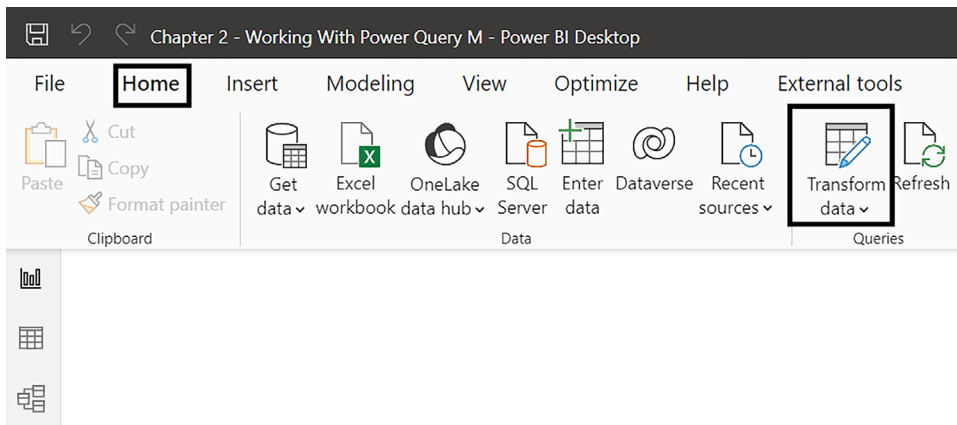 Chapter 2 - Working With Power Query M - Power BI Desktop
File Home Insert Modeling View Optimize Help External tools
Paste
Cut
Copy
Format painter
Clipboard
Get
data
Excel
workbook
OneLake
data hub
SQL
Server
Enter
data
Dataverse
Recent
sources
Data
Transform
data
Refresh
Queries